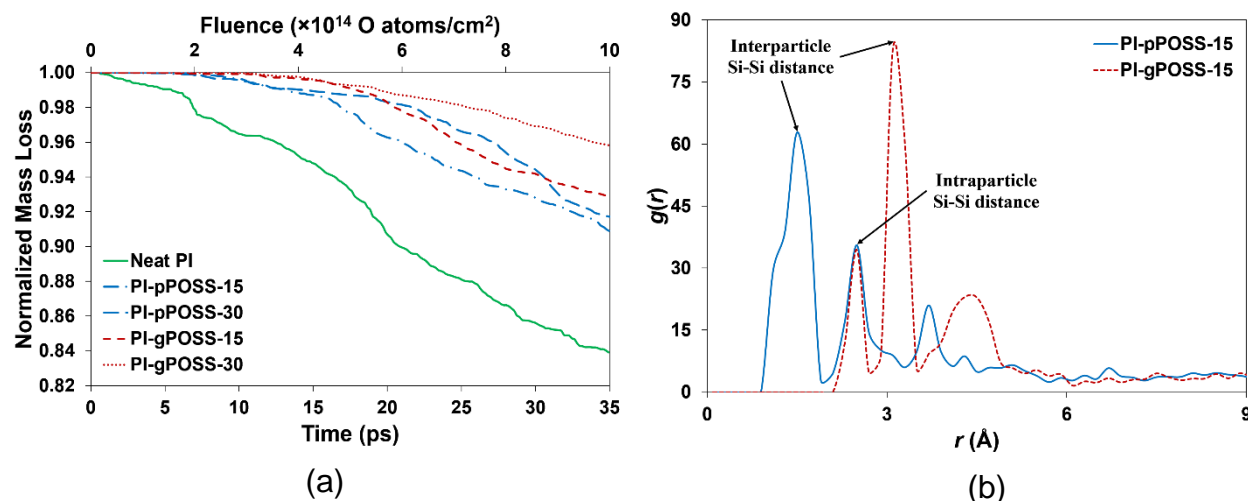 Fluence (×10¹⁴ O atoms/cm²)
0 2 4 6 8 10
Normalized Mass Loss
1.00
0.98
0.96
0.94
0.92
0.90
0.88
0.86
0.84
0.82
Neat PI
PI-pPOSS-15
PI-pPOSS-30
PI-gPOSS-15
PI-gPOSS-30
0 5 10 15 20 25 30 35
Time (ps)
(a)
g(r)
90
75
60
45
30
15
0
Interparticle
Si-Si distance
Intraparticle
Si-Si distance
PI-pPOSS-15
PI-gPOSS-15
0 3 6 9
r (Å)
(b)